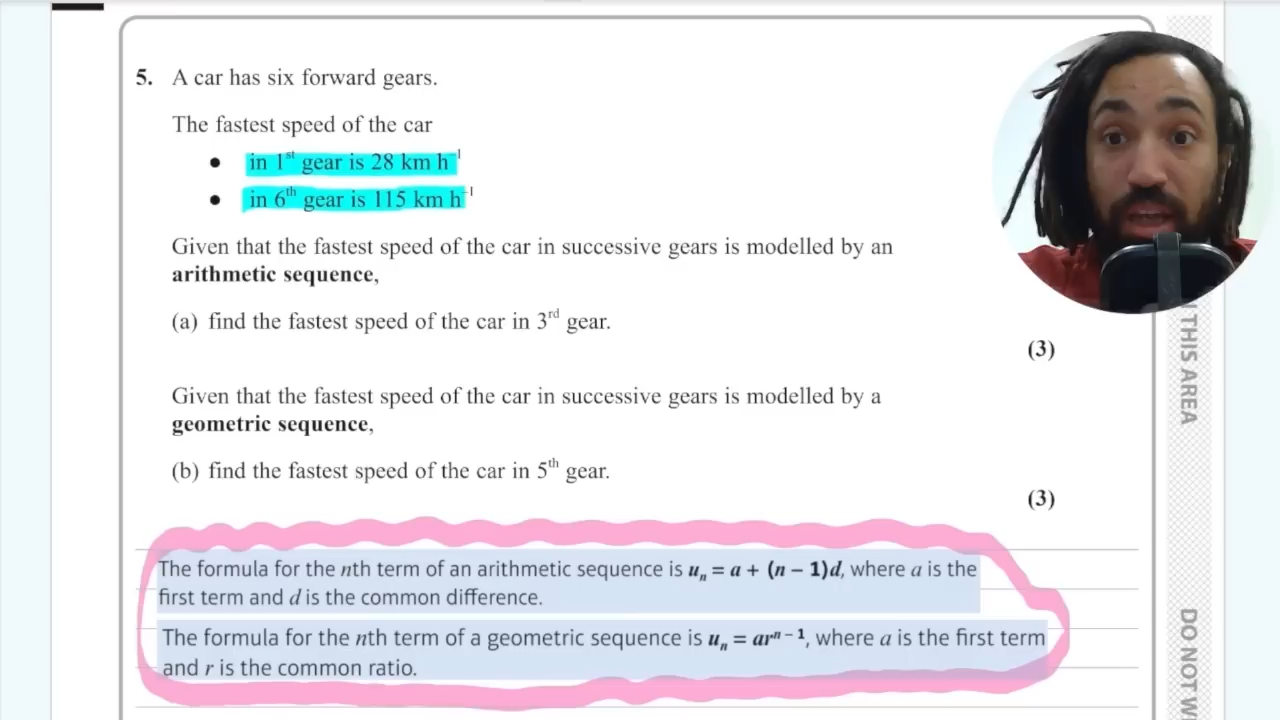 5. A car has six forward gears.
The fastest speed of the car
• in 1st gear is 28 km h⁻¹
• in 6th gear is 115 km h⁻¹
Given that the fastest speed of the car in successive gears is modelled by an
arithmetic sequence,
(a) find the fastest speed of the car in 3rd gear.
(3)
Given that the fastest speed of the car in successive gears is modelled by a
geometric sequence,
(b) find the fastest speed of the car in 5th gear.
(3)
The formula for the nth term of an arithmetic sequence is uₙ = a + (n – 1)d, where a is the
first term and d is the common difference.
The formula for the nth term of a geometric sequence is uₙ = arⁿ⁻¹, where a is the first term
and r is the common ratio.
THIS AREA
DO NOT